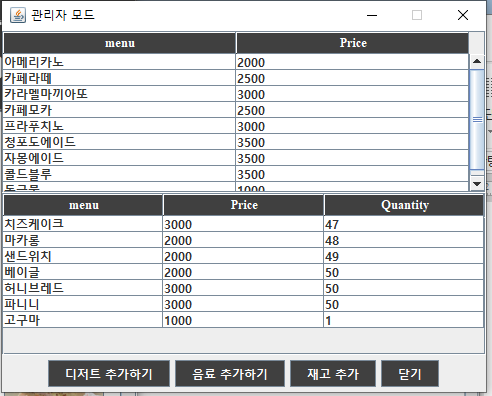 관리자 모드
menu Price
아메리카노 2000
카페라떼 2500
카라멜마끼아또 3000
카페모카 2500
프라푸치노 3000
청포도에이드 3500
자몽에이드 3500
콜드블루 3500
1000
menu Price Quantity
치즈케이크 3000 47
마카롱 2000 48
샌드위치 2000 49
베이글 2000 50
허니브레드 3000 50
파니니 3000 50
고구마 1000 1
디저트 추가하기 음료 추가하기 재고 추가 닫기